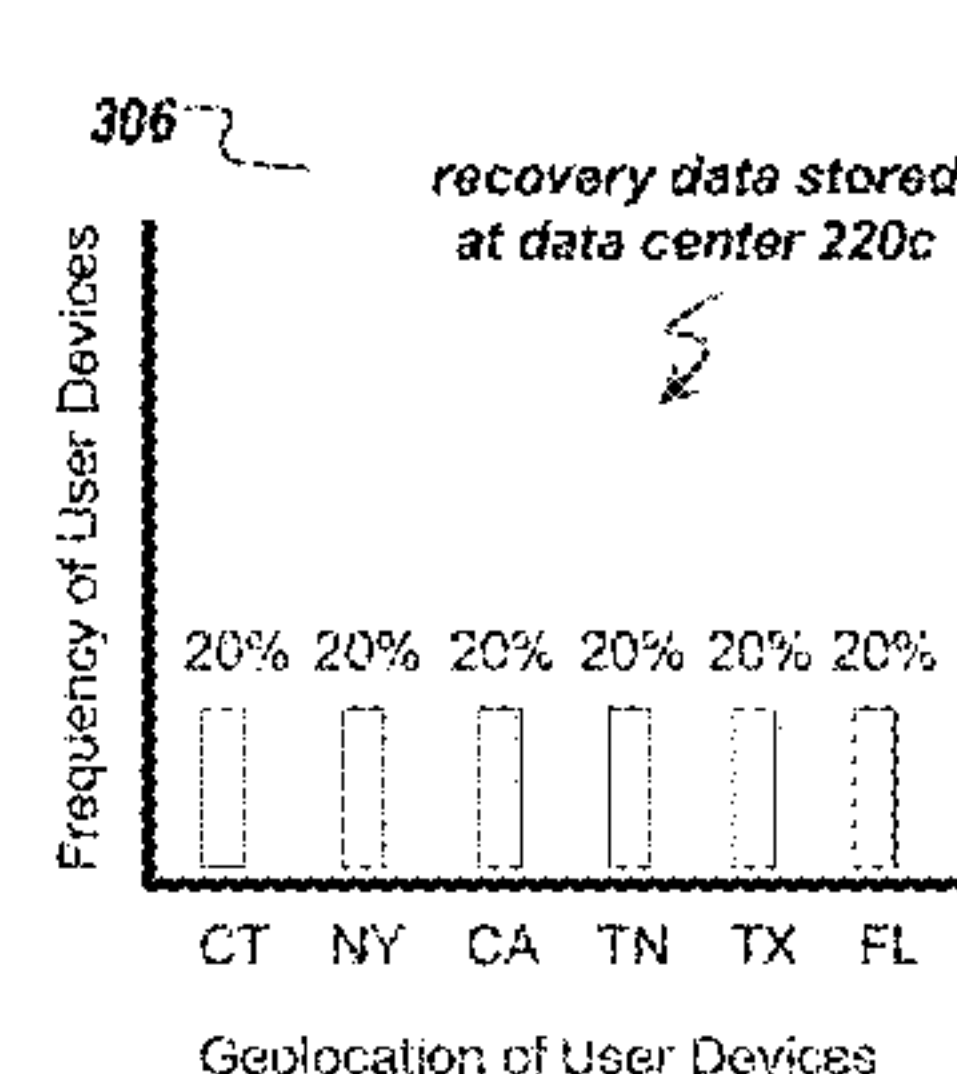 306
recovery data stored
at data center 220c
Frequency of User Devices
20% 20% 20% 20% 20% 20%
CT NY CA TN TX FL
Geolocation of User Devices